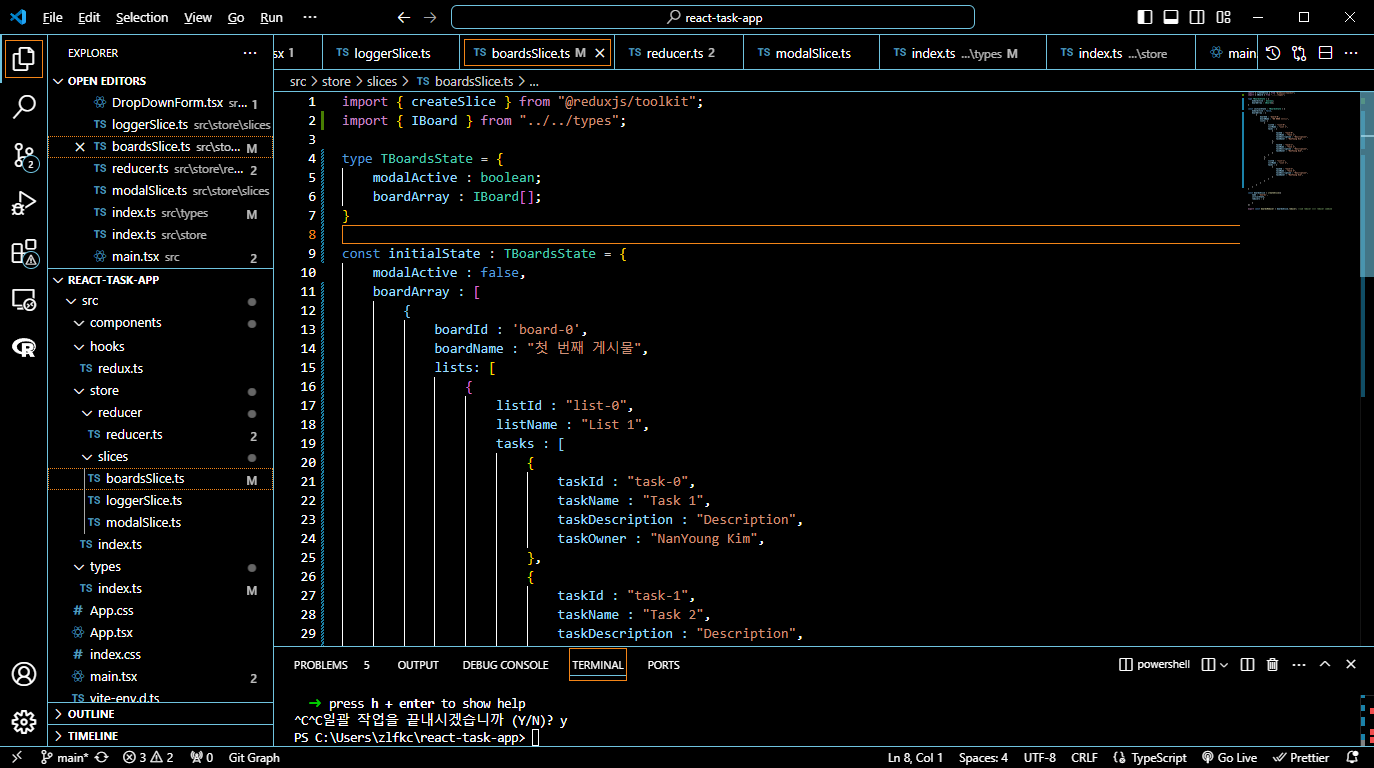 File Edit Selection View Go Run ··· react-task-app
EXPLORER ···
OPEN EDITORS
DropDownForm.tsx sr... 1
loggerSlice.ts src\store\slices
boardsSlice.ts src\sto... M
reducer.ts src\store\re... 2
modalSlice.ts src\store\slices
index.ts src\types M
index.ts src\store
main.tsx src 2
REACT-TASK-APP
src
components
hooks
TS redux.ts
store
reducer
TS reducer.ts 2
slices
TS boardsSlice.ts M
TS loggerSlice.ts
TS modalSlice.ts
TS index.ts
types
TS index.ts M
# App.css
App.tsx
# index.css
main.tsx 2
TS vite-env.d.ts
OUTLINE
TIMELINE
sx 1 TS loggerSlice.ts TS boardsSlice.ts M TS reducer.ts 2 TS modalSlice.ts TS index.ts ...\types M TS index.ts ...\store main
src > store > slices > TS boardsSlice.ts > ...
1 import { createSlice } from "@reduxjs/toolkit";
2 import { IBoard } from "../../types";
3
4 type TBoardsState = {
5 modalActive : boolean;
6 boardArray : IBoard[];
7 }
8
9 const initialState : TBoardsState = {
10 modalActive : false,
11 boardArray : [
12 {
13 boardId : 'board-0',
14 boardName : "첫 번째 게시물",
15 lists: [
16 {
17 listId : "list-0",
18 listName : "List 1",
19 tasks : [
20 {
21 taskId : "task-0",
22 taskName : "Task 1",
23 taskDescription : "Description",
24 taskOwner : "NanYoung Kim",
25 },
26 {
27 taskId : "task-1",
28 taskName : "Task 2",
29 taskDescription : "Description",
PROBLEMS 5 OUTPUT DEBUG CONSOLE TERMINAL PORTS powershell
➜ press h + enter to show help
^C^C일괄 작업을 끝내시겠습니까 (Y/N)? y
PS C:\Users\zlfkc\react-task-app>
main* 3 2 0 Git Graph Ln 8, Col 1 Spaces: 4 UTF-8 CRLF {} TypeScript Go Live Prettier